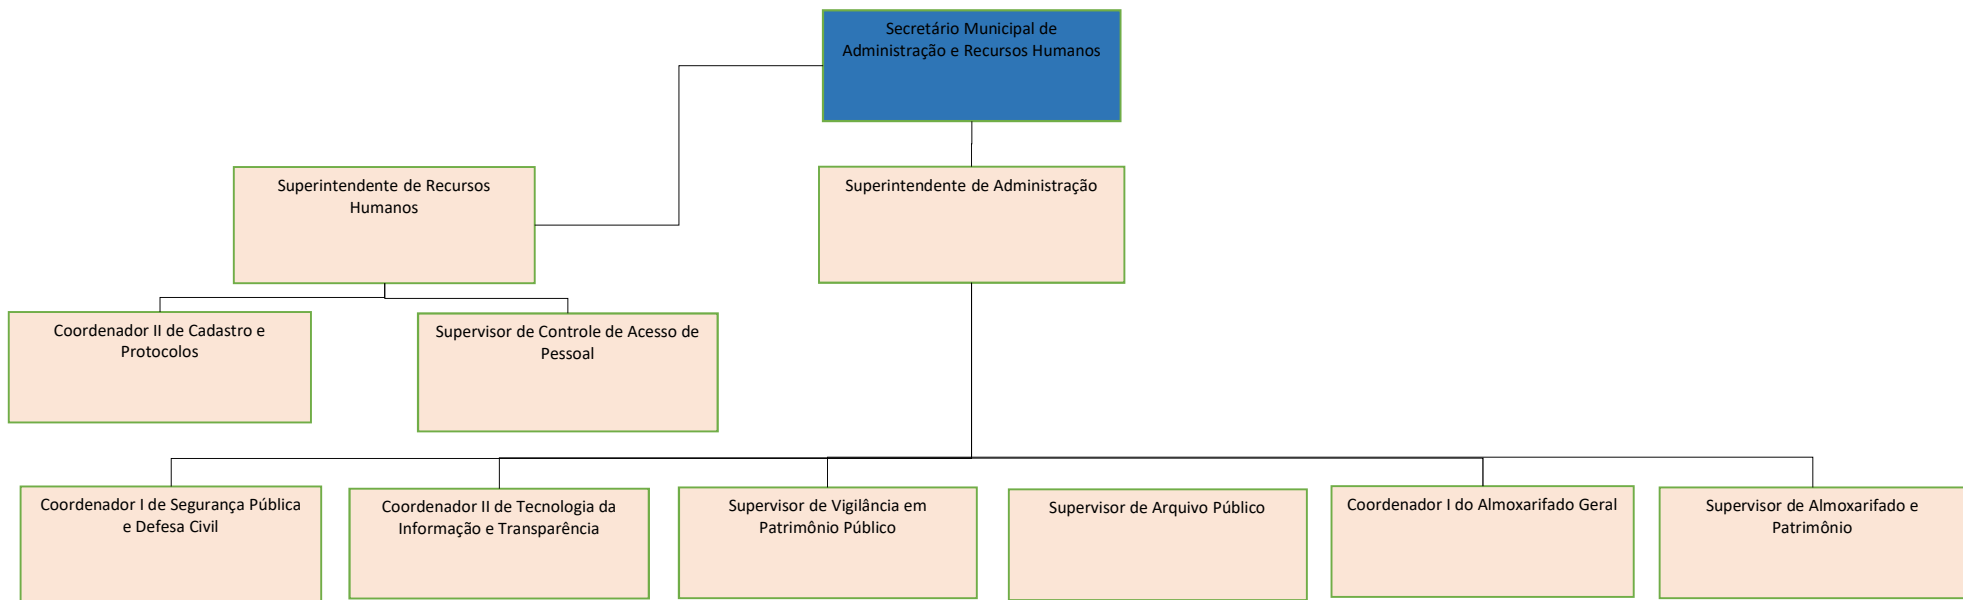 Secretário Municipal de
Administração e Recursos Humanos
Superintendente de Recursos
Humanos
Superintendente de Administração
Coordenador II de Cadastro e
Protocolos
Supervisor de Controle de Acesso de
Pessoal
Coordenador I de Segurança Pública
e Defesa Civil
Coordenador II de Tecnologia da
Informação e Transparência
Supervisor de Vigilância em
Patrimônio Público
Supervisor de Arquivo Público
Coordenador I do Almoxarifado Geral
Supervisor de Almoxarifado e
Patrimônio